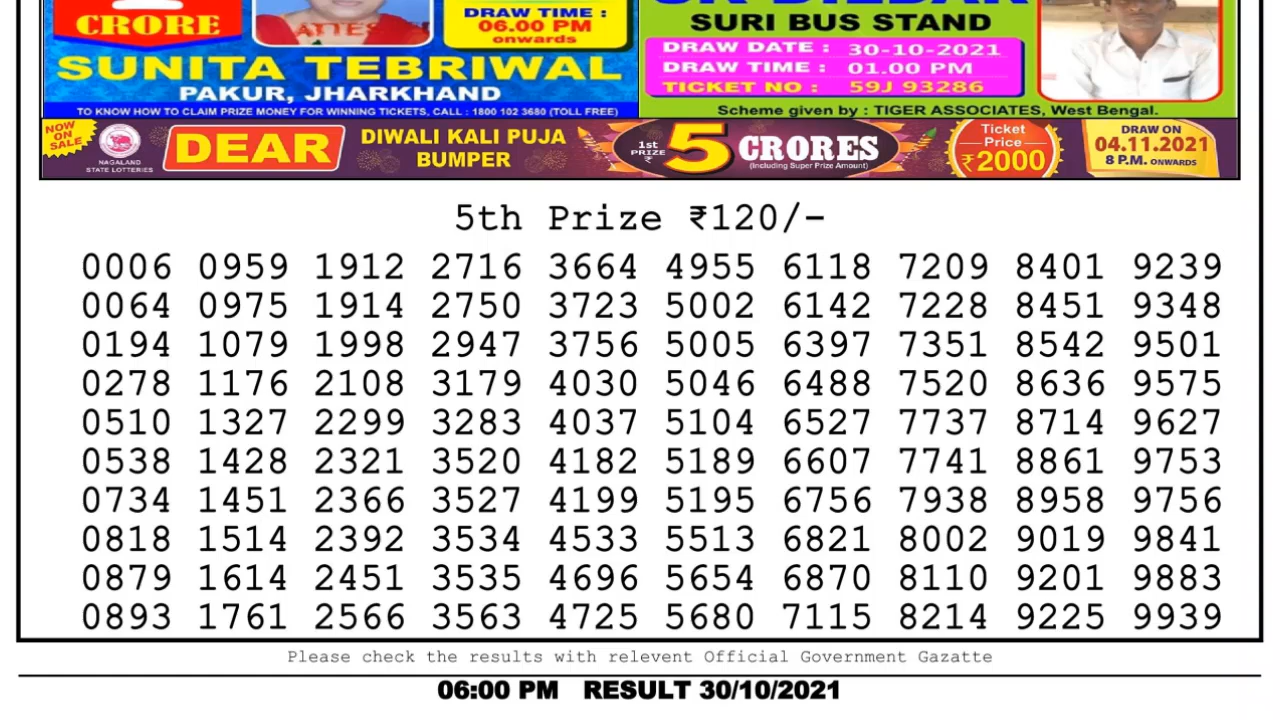 CRORE
DRAW TIME :
06.00 PM
onwards
SUNITA TEBRIWAL
PAKUR, JHARKHAND
TO KNOW HOW TO CLAIM PRIZE MONEY FOR WINNING TICKETS, CALL : 1800 102 3680 (TOLL FREE)
SURI BUS STAND
DRAW DATE : 30-10-2021
DRAW TIME : 01.00 PM
TICKET NO : 59J 93286
Scheme given by : TIGER ASSOCIATES, West Bengal.
NOW ON SALE
NAGALAND
STATE LOTTERIES
DEAR
DIWALI KALI PUJA
BUMPER
1st PRIZE ₹ 5 CRORES
(Including Super Prize Amount)
Ticket
Price
₹2000
DRAW ON
04.11.2021
8 P.M. ONWARDS
5th Prize ₹120/-
0006 0959 1912 2716 3664 4955 6118 7209 8401 9239
0064 0975 1914 2750 3723 5002 6142 7228 8451 9348
0194 1079 1998 2947 3756 5005 6397 7351 8542 9501
0278 1176 2108 3179 4030 5046 6488 7520 8636 9575
0510 1327 2299 3283 4037 5104 6527 7737 8714 9627
0538 1428 2321 3520 4182 5189 6607 7741 8861 9753
0734 1451 2366 3527 4199 5195 6756 7938 8958 9756
0818 1514 2392 3534 4533 5513 6821 8002 9019 9841
0879 1614 2451 3535 4696 5654 6870 8110 9201 9883
0893 1761 2566 3563 4725 5680 7115 8214 9225 9939
Please check the results with relevent Official Government Gazatte
06:00 PM RESULT 30/10/2021